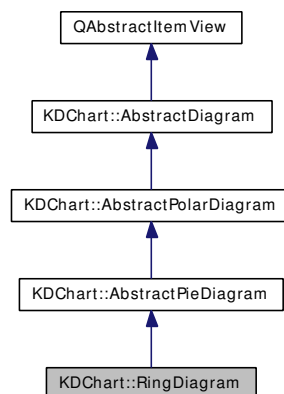 QAbstractItemView
KDChart::AbstractDiagram
KDChart::AbstractPolarDiagram
KDChart::AbstractPieDiagram
KDChart::RingDiagram